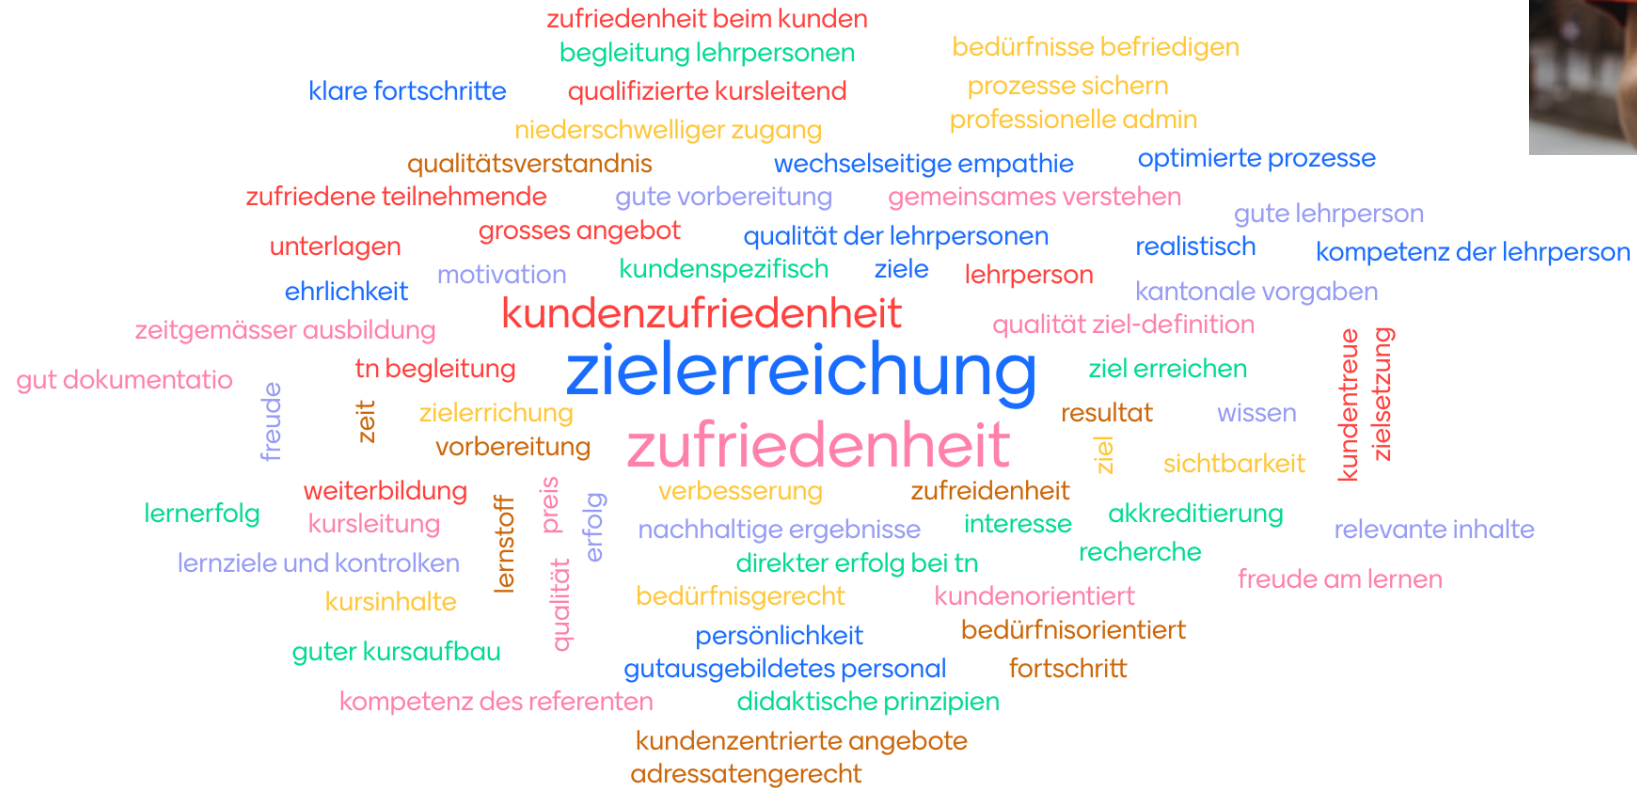 zufriedenheit beim kunden
begleitung lehrpersonen
bedürfnisse befriedigen
klare fortschritte
qualifizierte kursleitend
prozesse sichern
niederschwelliger zugang
professionelle admin
qualitätsverstandnis
wechselseitige empathie
optimierte prozesse
zufriedene teilnehmende
gute vorbereitung
gemeinsames verstehen
gute lehrperson
unterlagen
grosses angebot
qualität der lehrpersonen
realistisch
kompetenz der lehrperson
motivation
kundenspezifisch
ziele
lehrperson
ehrlichkeit
kantonale vorgaben
kundenzufriedenheit
zeitgemässer ausbildung
qualität ziel-definition
kundentreue
zielsetzung
gut dokumentatio
tn begleitung
zielerreichung
ziel erreichen
freude
zeit
zielerrichung
resultat
wissen
vorbereitung
zufriedenheit
ziel
sichtbarkeit
weiterbildung
preis
verbesserung
zufreidenheit
lernerfolg
kursleitung
lernstoff
erfolg
nachhaltige ergebnisse
interesse
akkreditierung
relevante inhalte
lernziele und kontrolken
direkter erfolg bei tn
recherche
freude am lernen
kursinhalte
qualität
bedürfnisgerecht
kundenorientiert
persönlichkeit
bedürfnisorientiert
guter kursaufbau
gutausgebildetes personal
fortschritt
kompetenz des referenten
didaktische prinzipien
kundenzentrierte angebote
adressatengerecht